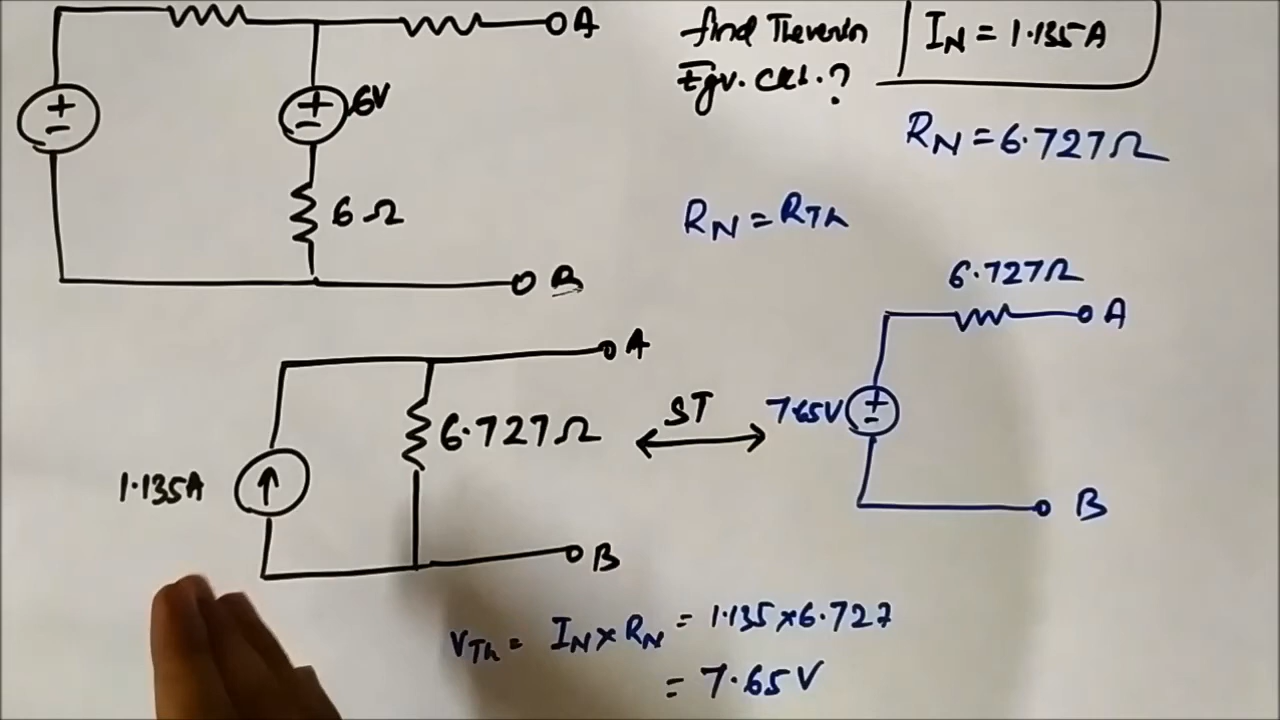 A
6V
6Ω
B
find Thevenin
Eqv. Ckt.?
IN = 1.135A
RN = 6.727Ω
RN = RTh
1.135A
6.727Ω
A
B
ST
6.727Ω
7.65V
A
B
VTh = IN × RN = 1.135×6.727
= 7.65V